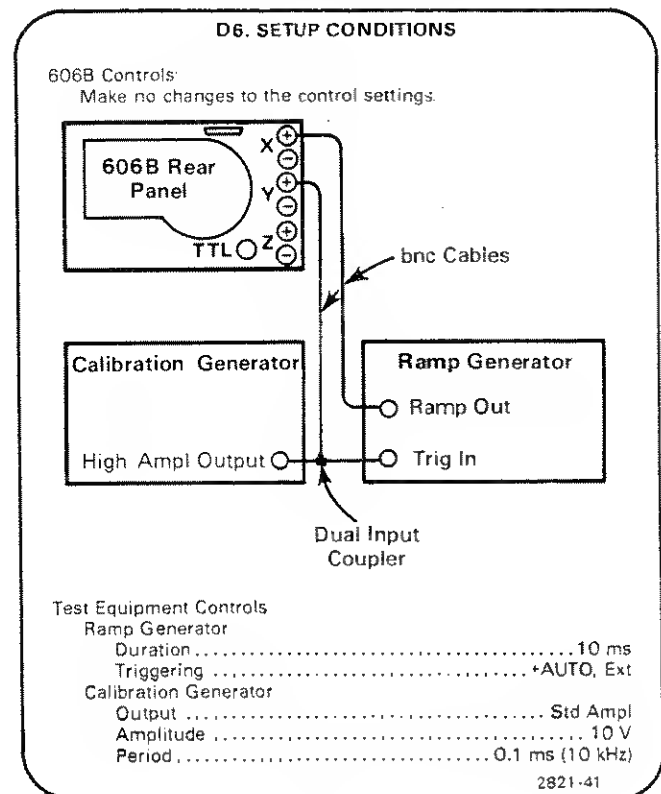 D6. SETUP CONDITIONS
606B Controls:
Make no changes to the control settings.
606B Rear
Panel
X
+
−
Y
+
−
TTL
Z
+
−
bnc Cables
Calibration Generator
High Ampl Output
Ramp Generator
Ramp Out
Trig In
Dual Input
Coupler
Test Equipment Controls
Ramp Generator
Duration ........................................ 10 ms
Triggering ................................ +AUTO, Ext
Calibration Generator
Output ................................... Std Ampl
Amplitude .................................... 10 V
Period .............................. 0.1 ms (10 kHz)
2821-41